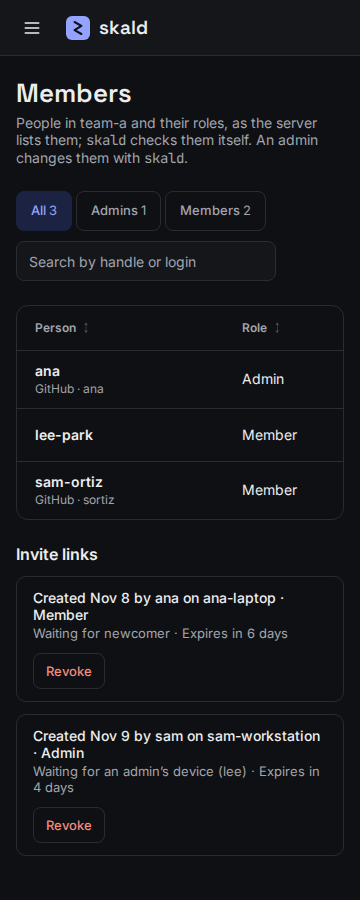 skald
Members
People in team-a and their roles, as the server
lists them; skald checks them itself. An admin
changes them with skald.
All 3
Admins 1
Members 2
Search by handle or login
Person
Role
ana
GitHub · ana
Admin
lee-park
Member
sam-ortiz
GitHub · sortiz
Member
Invite links
Created Nov 8 by ana on ana-laptop ·
Member
Waiting for newcomer · Expires in 6 days
Revoke
Created Nov 9 by sam on sam-workstation
· Admin
Waiting for an admin’s device (lee) · Expires in
4 days
Revoke